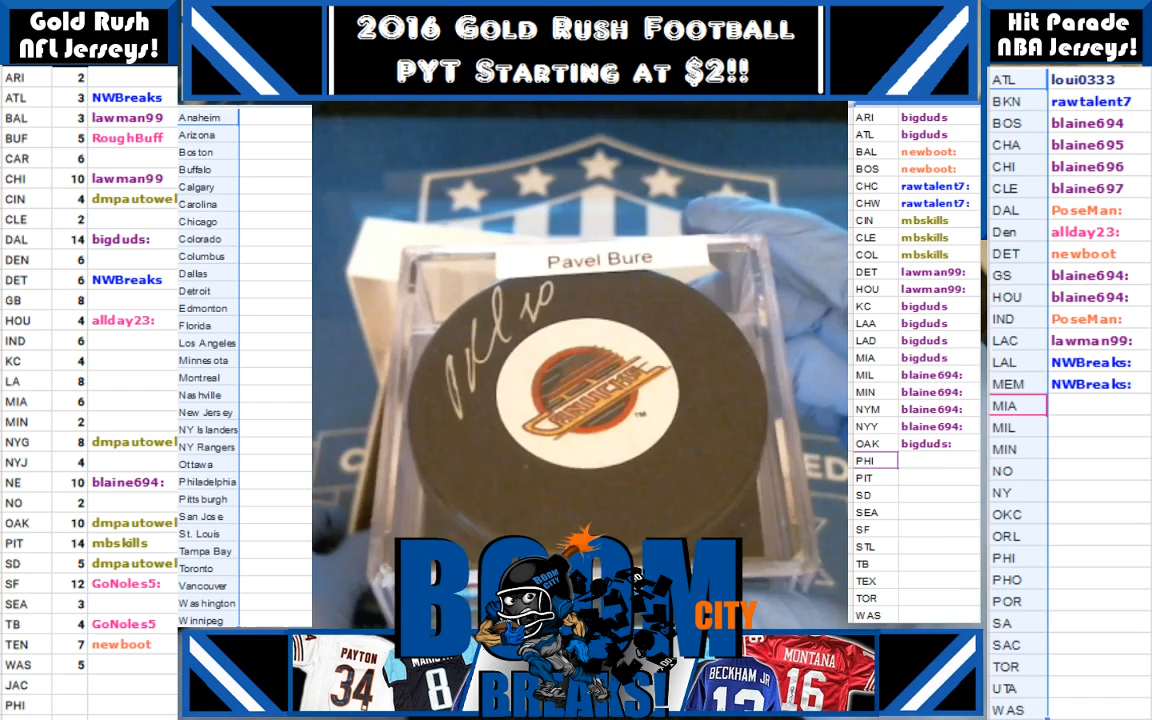 Gold Rush
NFL Jerseys!
ARI 2
ATL 3 NWBreaks
BAL 3 lawman99
BUF 5 RoughBuff
CAR 6
CHI 10 lawman99
CIN 4 dmpautowel
CLE 2
DAL 14 bigduds:
DEN 6
DET 6 NWBreaks
GB 8
HOU 4 allday23:
IND 6
KC 4
LA 8
MIA 6
MIN 2
NYG 8 dmpautowel
NYJ 4
NE 10 blaine694:
NO 2
OAK 10 dmpautowel
PIT 14 mbskills
SD 5 dmpautowel
SF 12 GoNoles5:
SEA 3
TB 4 GoNoles5
TEN 7 newboot
WAS 5
JAC
PHI
Anaheim
Arizona
Boston
Buffalo
Calgary
Carolina
Chicago
Colorado
Columbus
Dallas
Detroit
Edmonton
Florida
Los Angeles
Minnesota
Montreal
Nashville
New Jersey
NY Islanders
NY Rangers
Ottawa
Philadelphia
Pittsburgh
San Jose
St. Louis
Tampa Bay
Toronto
Vancouver
Washington
Winnipeg
2016 Gold Rush Football
PYT Starting at $2!!
Pavel Bure
CANUCKS
TM
BOOM
CITY
BREAKS!
BOOM
CITY
PAYTON
34
8
BECKHAM JR
13
MONTANA
16
ARI bigduds
ATL bigduds
BAL newboot:
BOS newboot:
CHC rawtalent7:
CHW rawtalent7:
CIN mbskills
CLE mbskills
COL mbskills
DET lawman99:
HOU lawman99:
KC bigduds
LAA bigduds
LAD bigduds
MIA bigduds
MIL blaine694:
MIN blaine694:
NYM blaine694:
NYY blaine694:
OAK bigduds:
PHI
PIT
SD
SEA
SF
STL
TB
TEX
TOR
WAS
Hit Parade
NBA Jerseys!
ATL loui0333
BKN rawtalent7
BOS blaine694
CHA blaine695
CHI blaine696
CLE blaine697
DAL PoseMan:
Den allday23:
DET newboot
GS blaine694:
HOU blaine694:
IND PoseMan:
LAC lawman99:
LAL NWBreaks:
MEM NWBreaks:
MIA
MIL
MIN
NO
NY
OKC
ORL
PHI
PHO
POR
SA
SAC
TOR
UTA
WAS